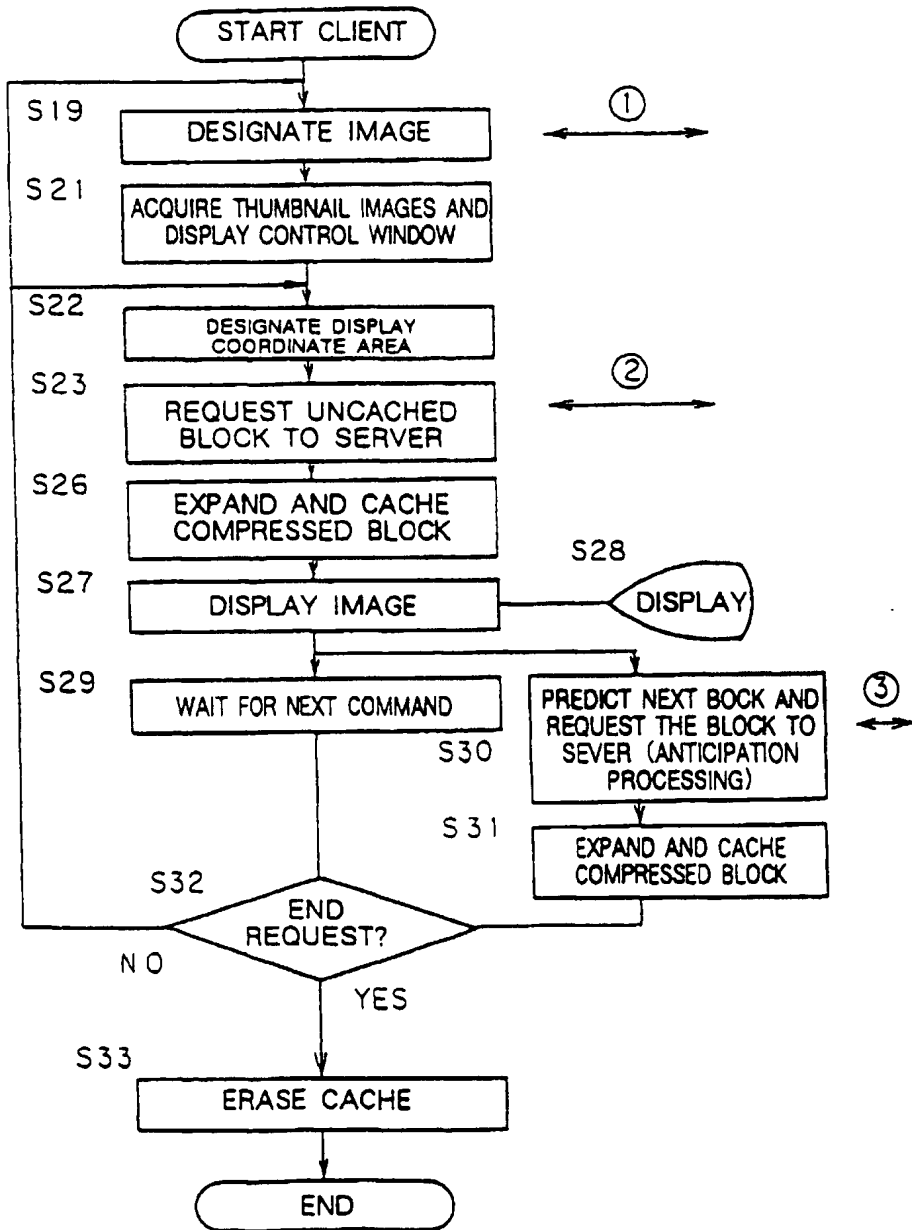 START CLIENT
S19
DESIGNATE IMAGE
①
S21
ACQUIRE THUMBNAIL IMAGES AND
DISPLAY CONTROL WINDOW
S22
DESIGNATE DISPLAY
COORDINATE AREA
S23
REQUEST UNCACHED
BLOCK TO SERVER
②
S26
EXPAND AND CACHE
COMPRESSED BLOCK
S27
DISPLAY IMAGE
S28
DISPLAY
S29
WAIT FOR NEXT COMMAND
S30
PREDICT NEXT BOCK AND
REQUEST THE BLOCK TO
SEVER (ANTICIPATION
PROCESSING)
③
S31
EXPAND AND CACHE
COMPRESSED BLOCK
S32
END
REQUEST?
NO
YES
S33
ERASE CACHE
END